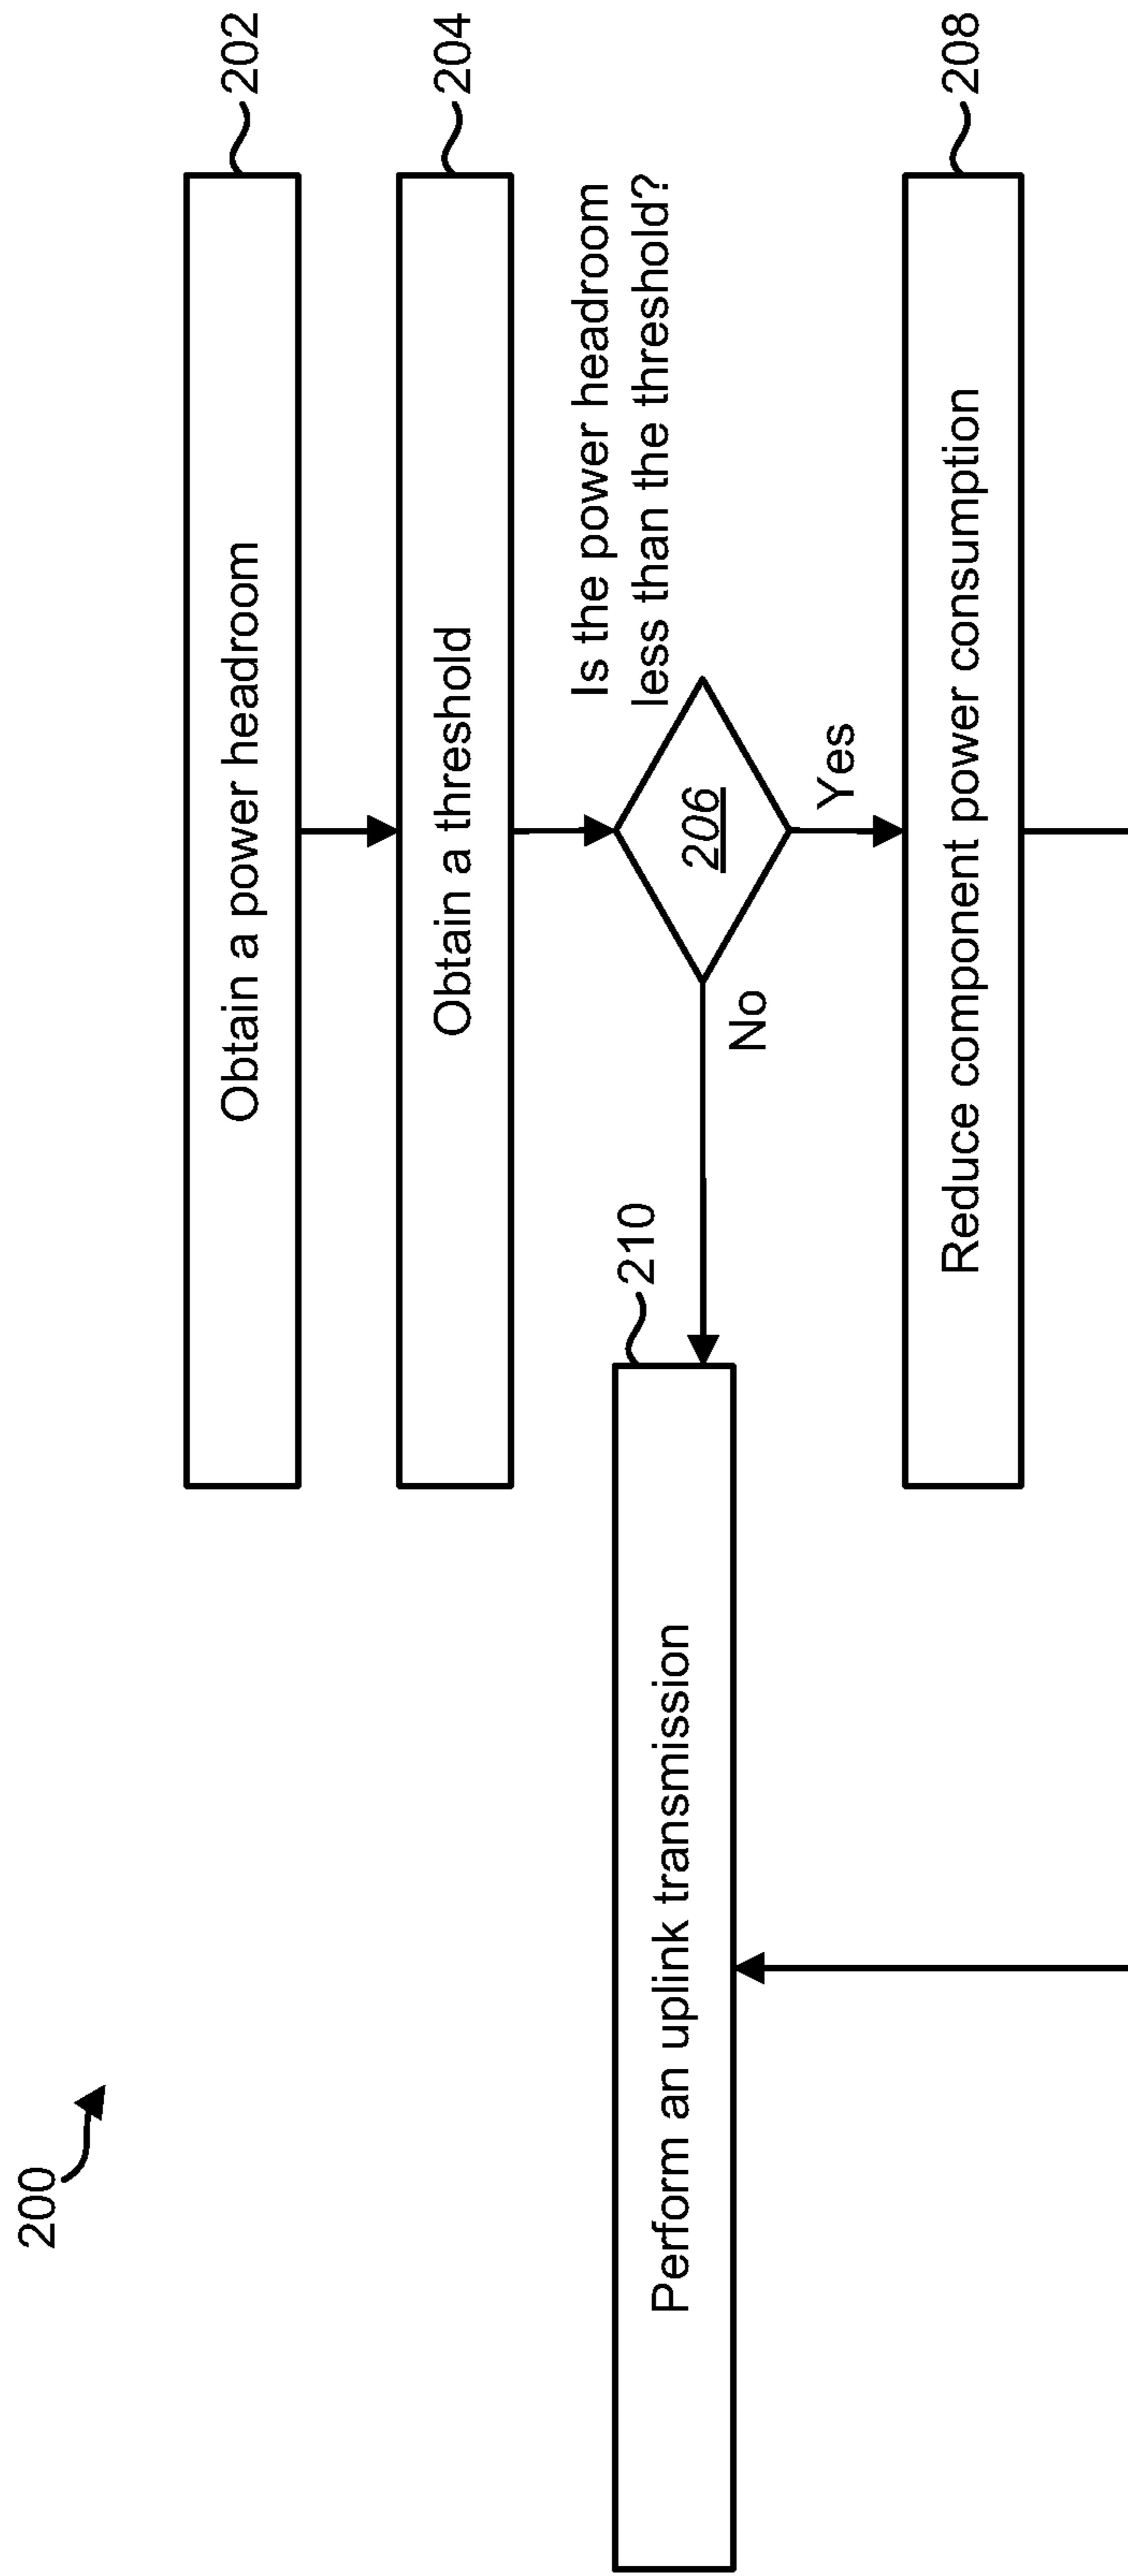 200
Obtain a power headroom
202
Obtain a threshold
204
Is the power headroom
less than the threshold?
206
No
Yes
210
Perform an uplink transmission
Reduce component power consumption
208